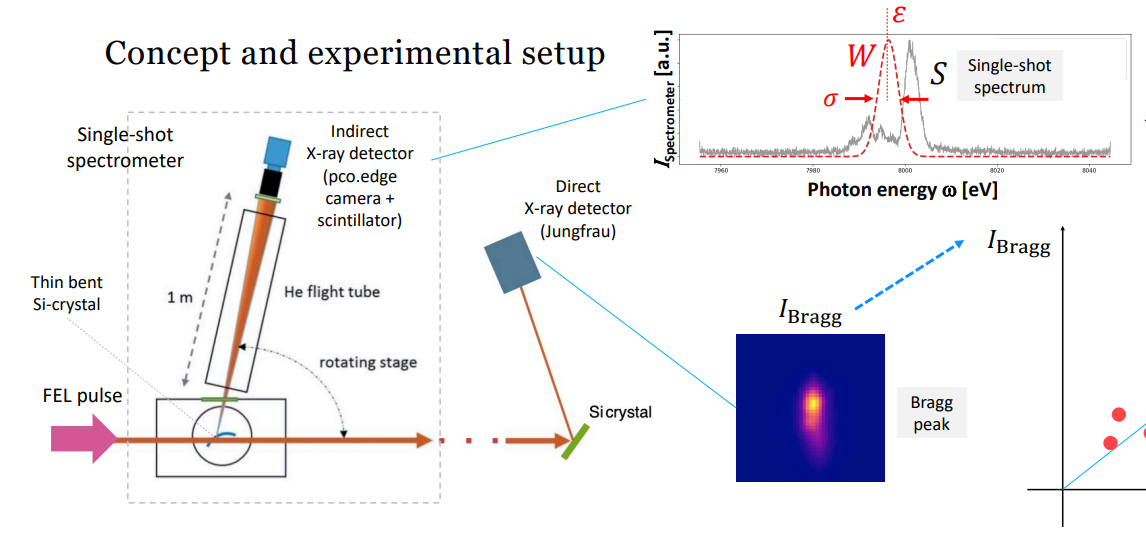 Concept and experimental setup
Single-shot
spectrometer
Indirect
X-ray detector
(pco.edge
camera +
scintillator)
1 m
He flight tube
Thin bent
Si-crystal
rotating stage
FEL pulse
Direct
X-ray detector
(Jungfrau)
Si crystal
ε
W
σ
S
Single-shot
spectrum
I_Spectrometer [a.u.]
7960 7980 8000 8020 8040
Photon energy ω [eV]
I_Bragg
Bragg
peak
I_Bragg